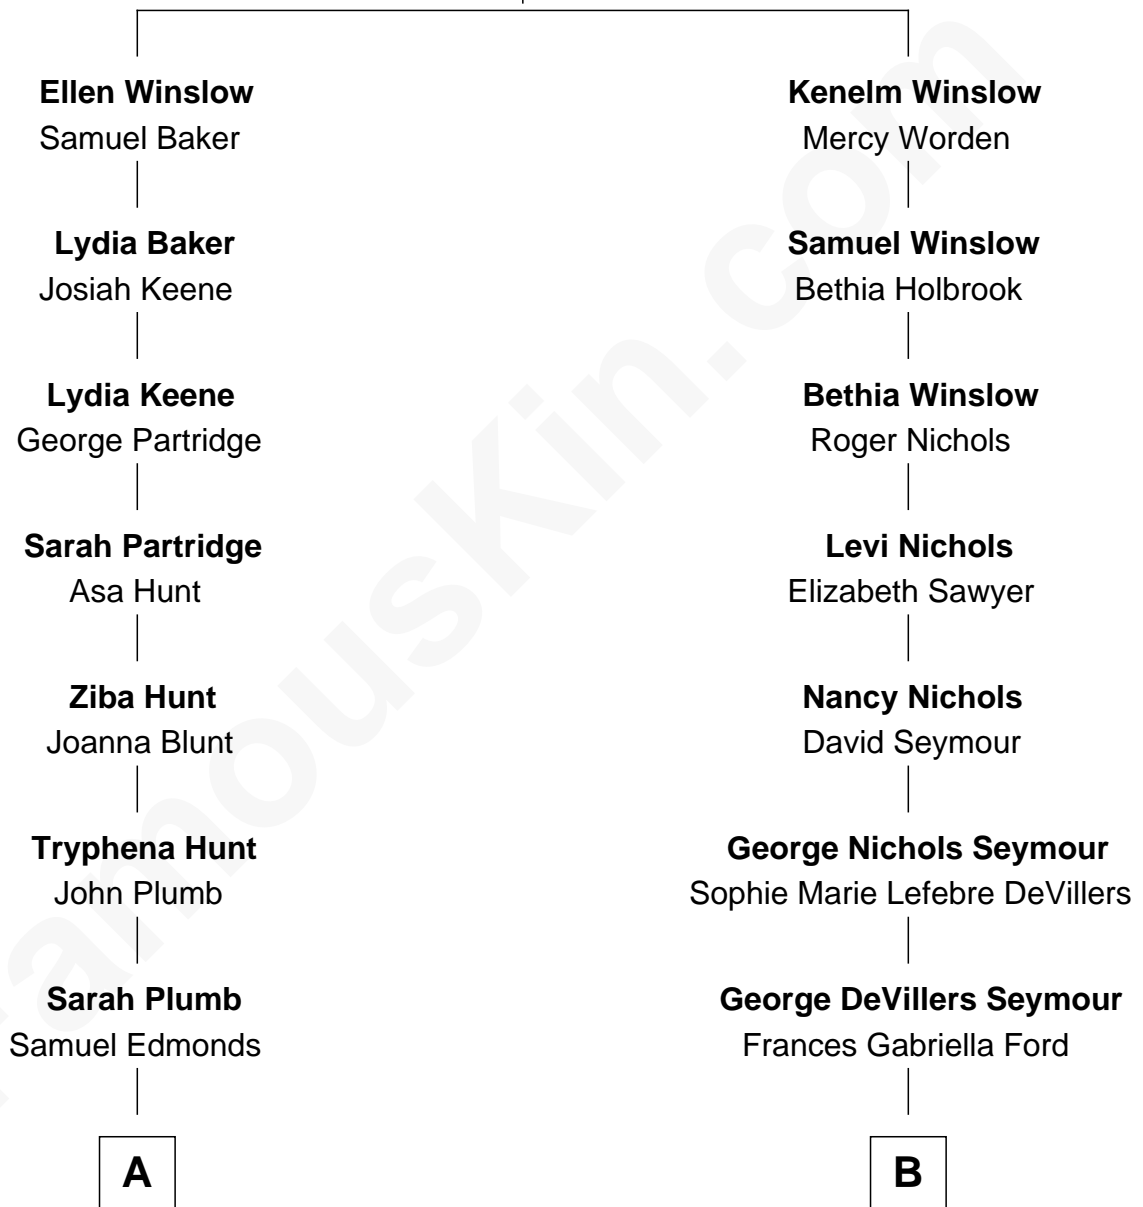 Ellen Winslow
Samuel Baker
Lydia Baker
Josiah Keene
Lydia Keene
George Partridge
Sarah Partridge
Asa Hunt
Ziba Hunt
Joanna Blunt
Tryphena Hunt
John Plumb
Sarah Plumb
Samuel Edmonds
A
Kenelm Winslow
Mercy Worden
Samuel Winslow
Bethia Holbrook
Bethia Winslow
Roger Nichols
Levi Nichols
Elizabeth Sawyer
Nancy Nichols
David Seymour
George Nichols Seymour
Sophie Marie Lefebre DeVillers
George DeVillers Seymour
Frances Gabriella Ford
B
FamousKin.com